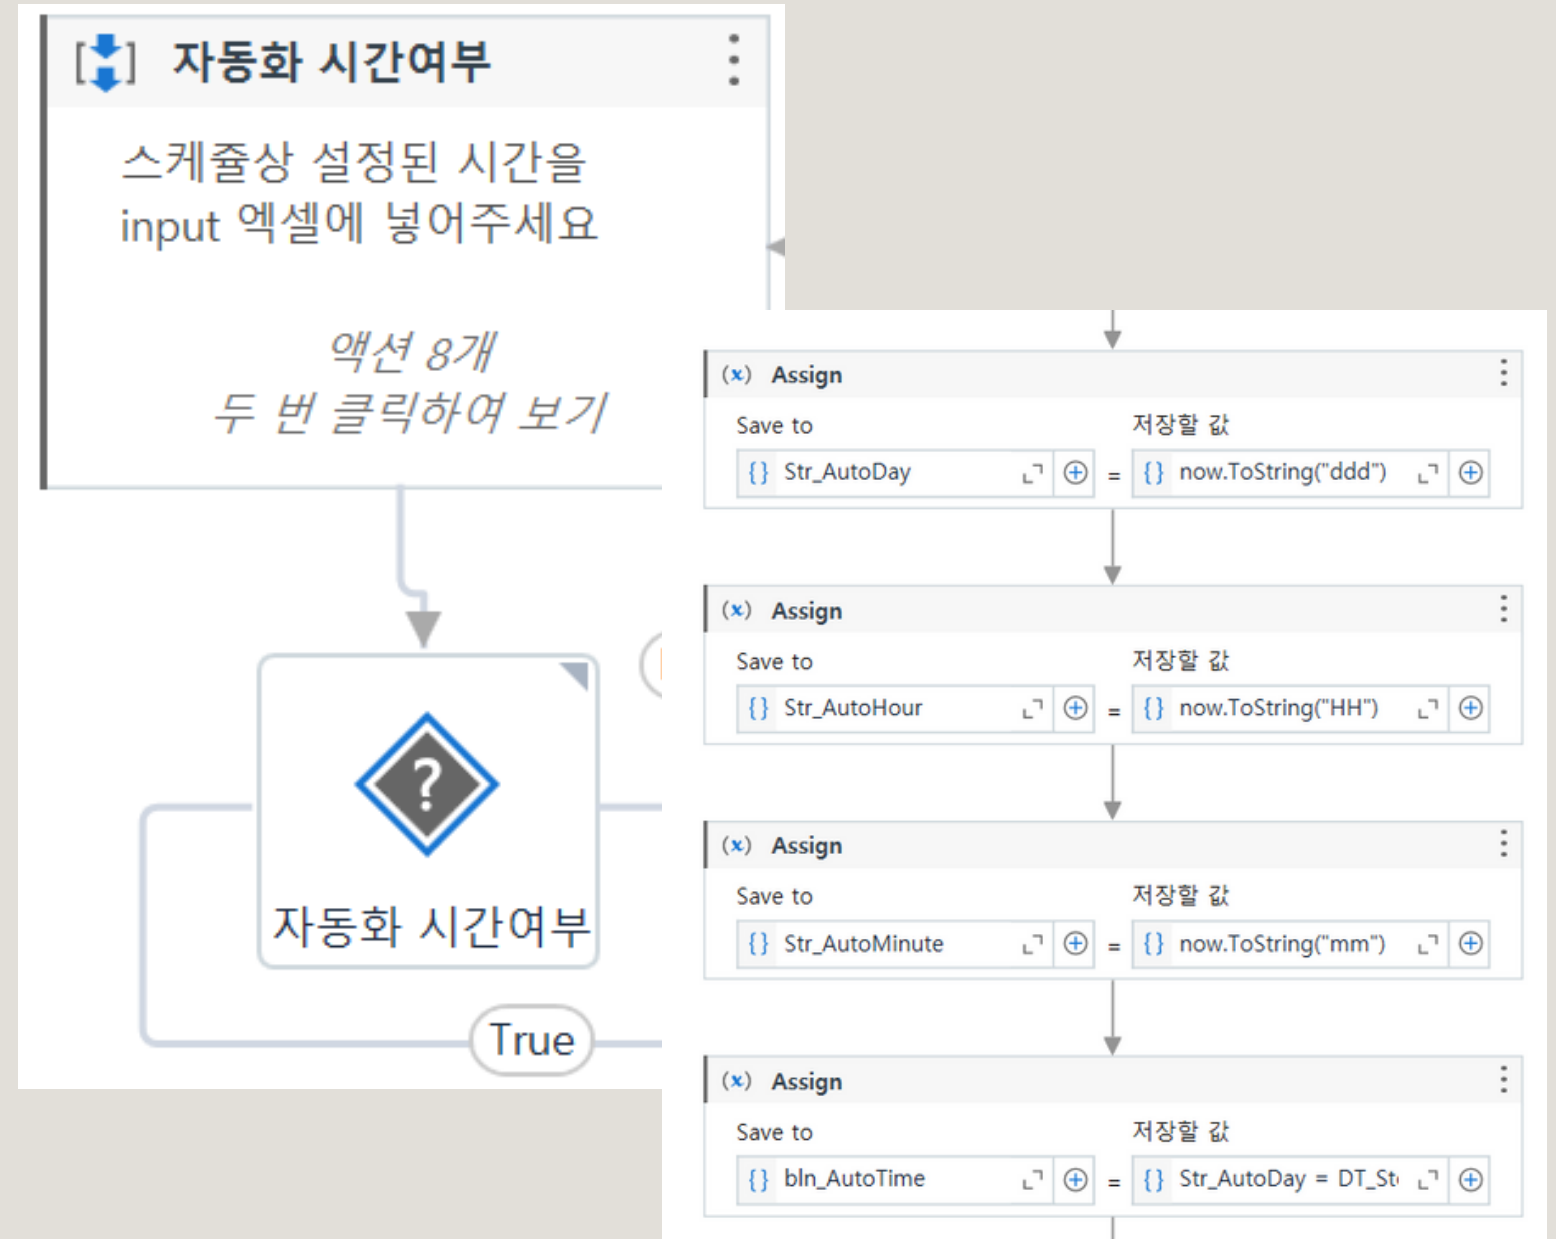 자동화 시간여부
스케쥴상 설정된 시간을
input 엑셀에 넣어주세요
액션 8개
두 번 클릭하여 보기
?
자동화 시간여부
True
(x) Assign
Save to 저장할 값
{} Str_AutoDay = {} now.ToString("ddd")
(x) Assign
Save to 저장할 값
{} Str_AutoHour = {} now.ToString("HH")
(x) Assign
Save to 저장할 값
{} Str_AutoMinute = {} now.ToString("mm")
(x) Assign
Save to 저장할 값
{} bln_AutoTime = {} Str_AutoDay = DT_St